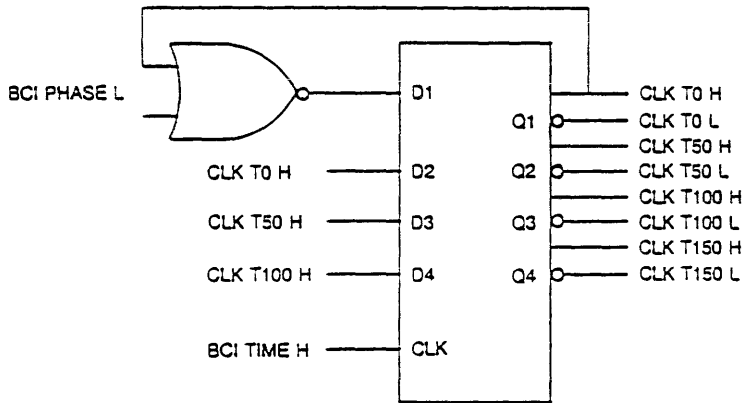 BCI PHASE L
D1
CLK T0 H
Q1
CLK T0 L
CLK T50 H
CLK T0 H
D2
Q2
CLK T50 L
CLK T100 H
CLK T50 H
D3
Q3
CLK T100 L
CLK T150 H
CLK T100 H
D4
Q4
CLK T150 L
BCI TIME H
CLK